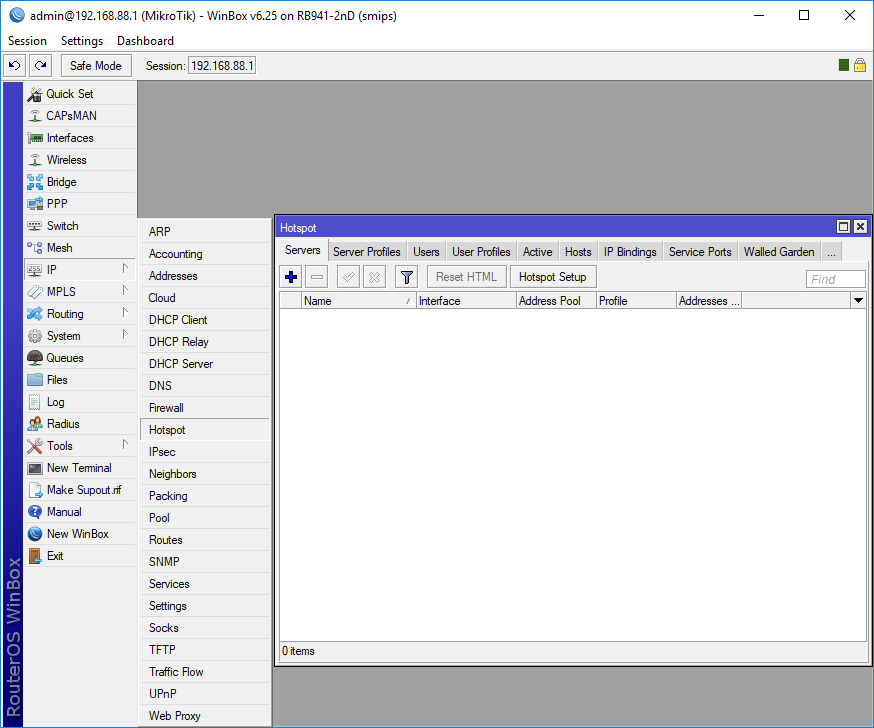 admin@192.168.88.1 (MikroTik) - WinBox v6.25 on RB941-2nD (smips)
Session Settings Dashboard
Safe Mode Session: 192.168.88.1
Quick Set
CAPsMAN
Interfaces
Wireless
Bridge
PPP
Switch
Mesh
IP
MPLS
Routing
System
Queues
Files
Log
Radius
Tools
New Terminal
Make Supout.rif
Manual
New WinBox
Exit
RouterOS WinBox
ARP
Accounting
Addresses
Cloud
DHCP Client
DHCP Relay
DHCP Server
DNS
Firewall
Hotspot
IPsec
Neighbors
Packing
Pool
Routes
SNMP
Services
Settings
Socks
TFTP
Traffic Flow
UPnP
Web Proxy
Hotspot
Servers Server Profiles Users User Profiles Active Hosts IP Bindings Service Ports Walled Garden ...
Reset HTML Hotspot Setup Find
Name Interface Address Pool Profile Addresses ...
0 items